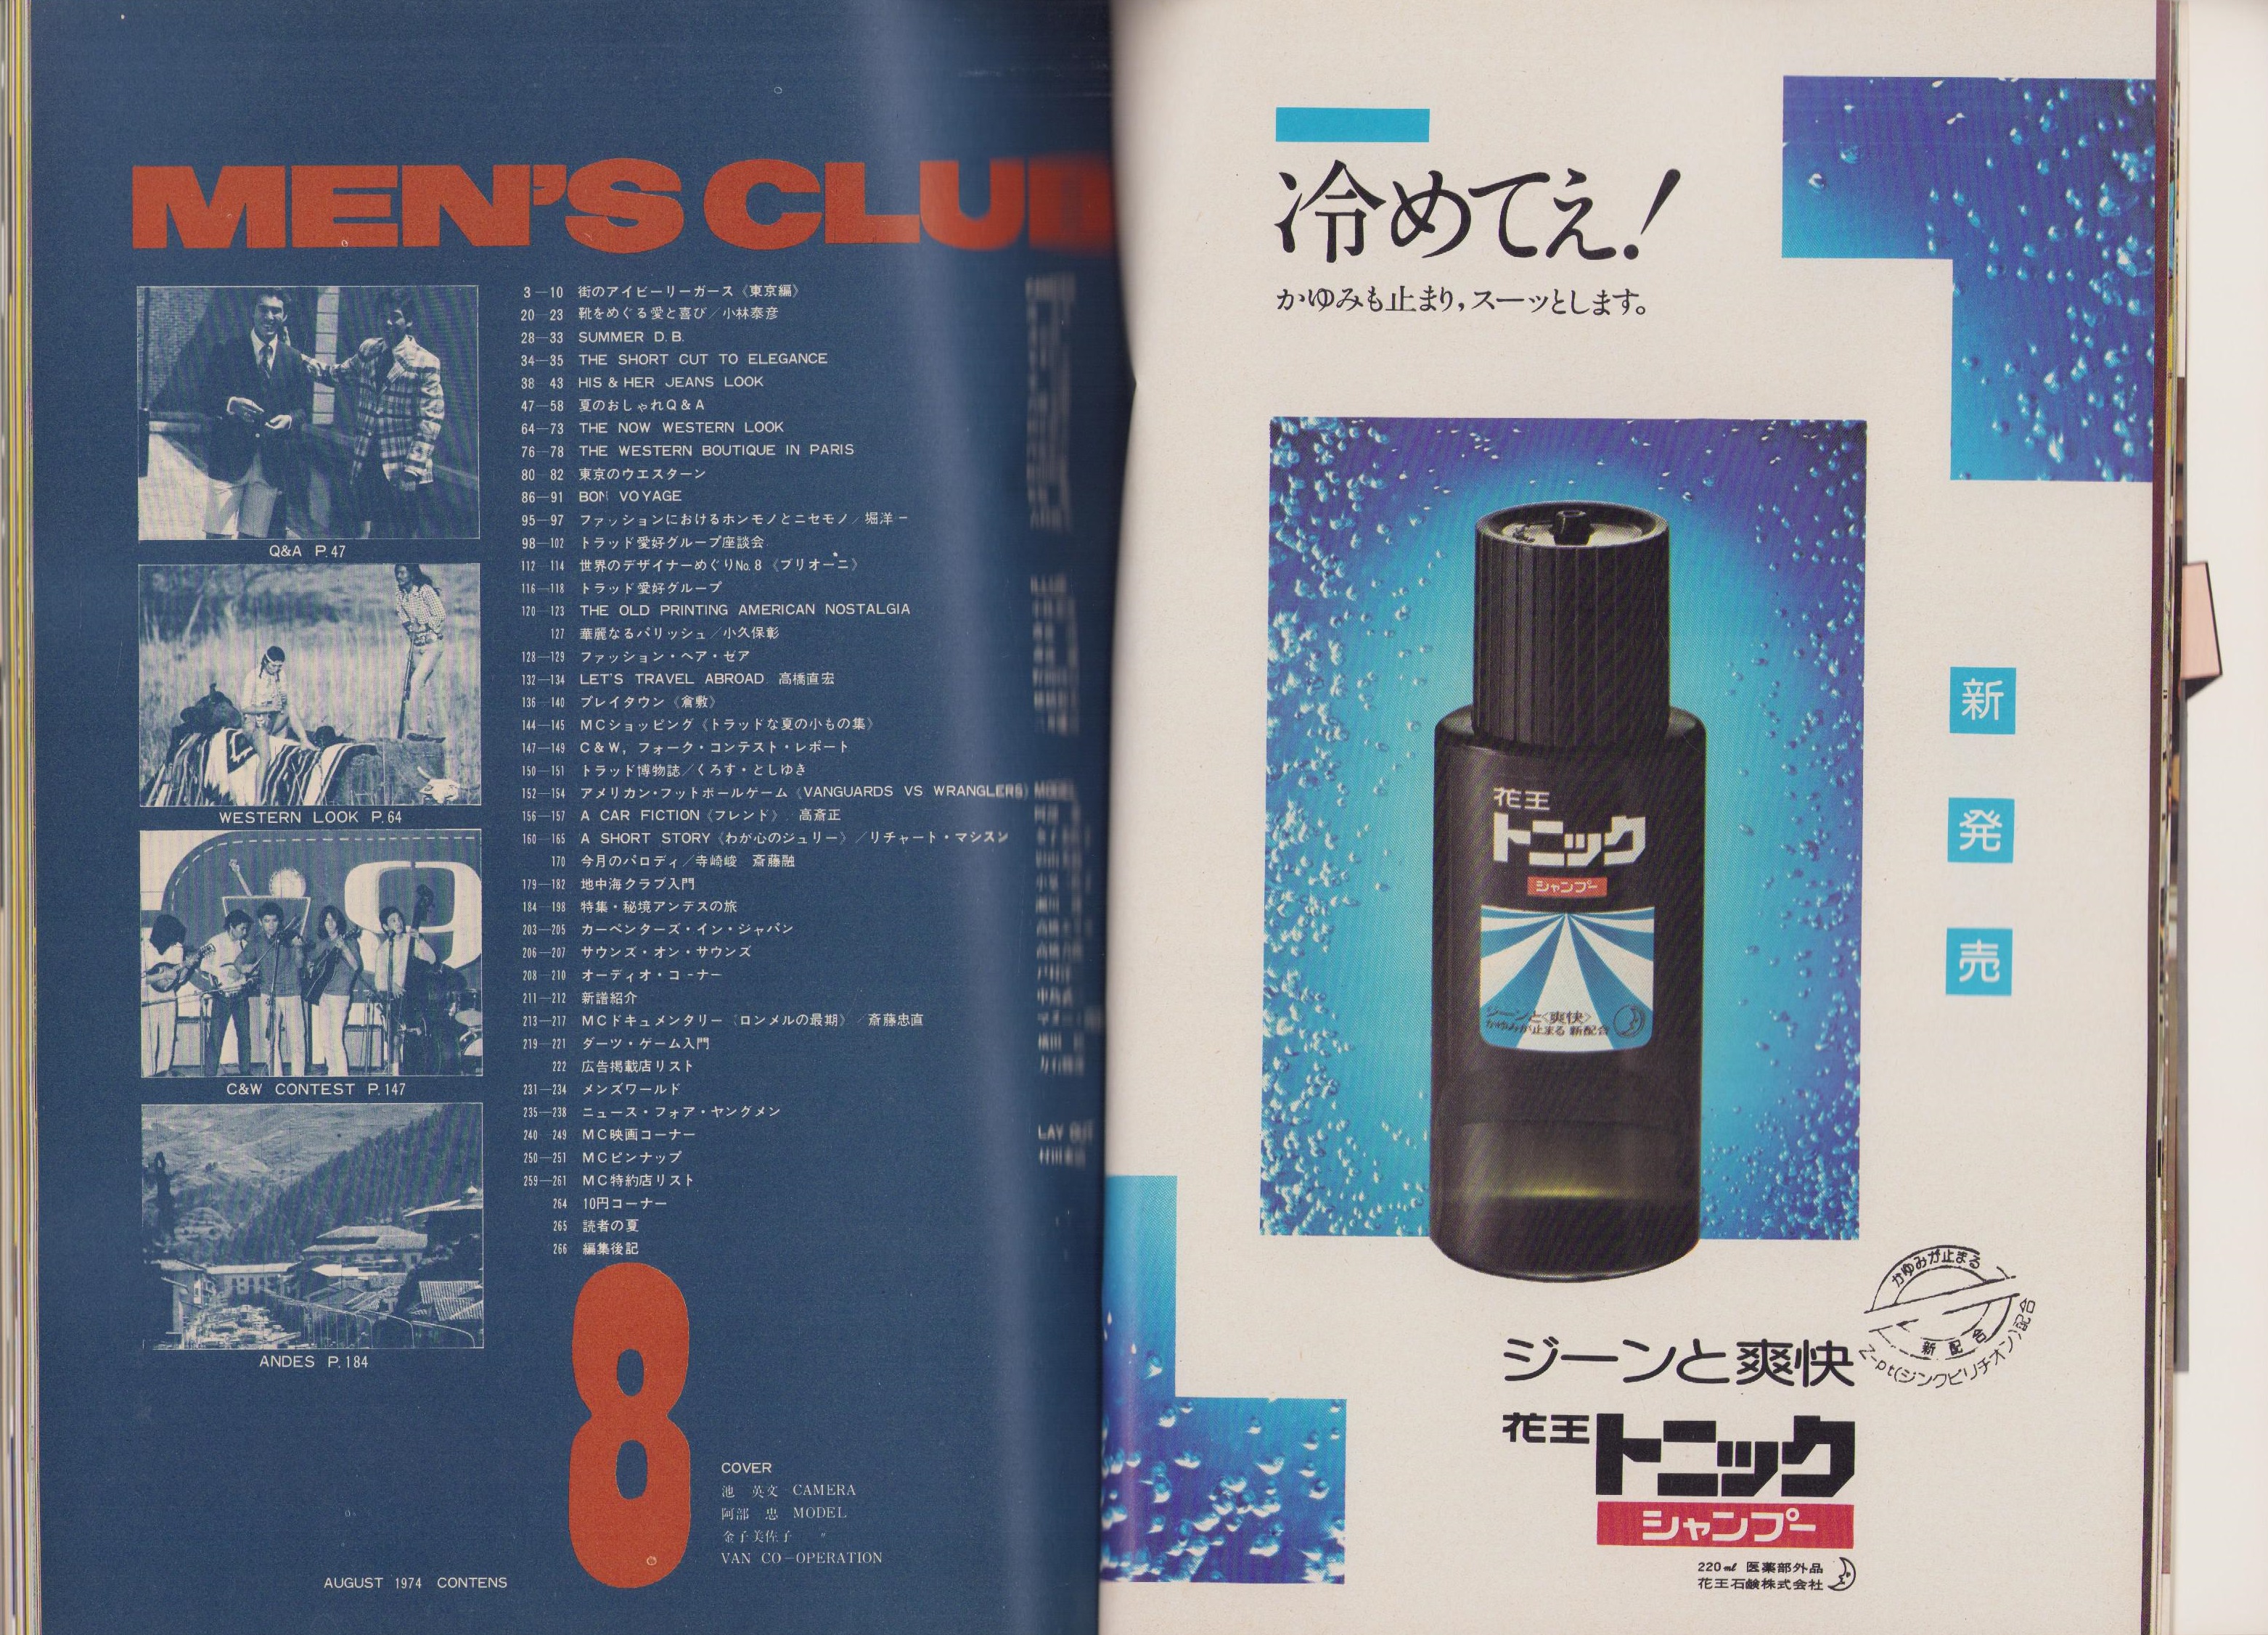 MEN'S CLUB
3—10 街のアイビーリーガース《東京編》
20—23 靴をめぐる愛と喜び／小林泰彦
28—33 SUMMER D.B.
34—35 THE SHORT CUT TO ELEGANCE
38—43 HIS & HER JEANS LOOK
47—58 夏のおしゃれQ&A
64—73 THE NOW WESTERN LOOK
76—78 THE WESTERN BOUTIQUE IN PARIS
80—82 東京のウエスターン
86—91 BON VOYAGE
95—97 ファッションにおけるホンモノとニセモノ／堀洋一
98—102 トラッド愛好グループ座談会
112—114 世界のデザイナーめぐりNo.8《ブリオーニ》
116—118 トラッド愛好グループ
120—123 THE OLD PRINTING AMERICAN NOSTALGIA
127 華麗なるパリッシュ／小久保彰
128—129 ファッション・ヘア・ゼア
132—134 LET'S TRAVEL ABROAD 高橋直宏
136—140 プレイタウン《倉敷》
144—145 MCショッピング《トラッドな夏の小もの集》
147—149 C&W, フォーク・コンテスト・レポート
150—151 トラッド博物誌／くろす・としゆき
152—154 アメリカン・フットボールゲーム《VANGUARDS VS WRANGLERS》
156—157 A CAR FICTION《フレンド》 高斎正
160—165 A SHORT STORY《わが心のジュリー》／リチャート・マシスン
170 今月のパロディ／寺崎峻 斎藤融
179—182 地中海クラブ入門
184—198 特集・秘境アンデスの旅
203—205 カーペンターズ・イン・ジャパン
206—207 サウンズ・オン・サウンズ
208—210 オーディオ・コーナー
211—212 新譜紹介
213—217 MCドキュメンタリー《ロンメルの最期》／斎藤忠直
219—221 ダーツ・ゲーム入門
222 広告掲載店リスト
231—234 メンズワールド
235—238 ニュース・フォア・ヤングメン
240—249 MC映画コーナー
250—251 MCピンナップ
259—261 MC特約店リスト
264 10円コーナー
265 読者の夏
266 編集後記
Q&A P.47
WESTERN LOOK P.64
C&W CONTEST P.147
ANDES P.184
LAY OUT
8
COVER
池 英文 CAMERA
阿部 忠 MODEL
金子美佐子 〃
VAN CO-OPERATION
AUGUST 1974 CONTENS
冷めてえ!
かゆみも止まり,スーッとします。
新
発
売
花王
トニック
シャンプー
ジーンと〈爽快〉
かゆみが止まる 新配合
かゆみが止まる
新配合
Z-pt(ジンクピリチオン)配合
ジーンと爽快
花王
トニック
シャンプー
220ml 医薬部外品
花王石鹸株式会社